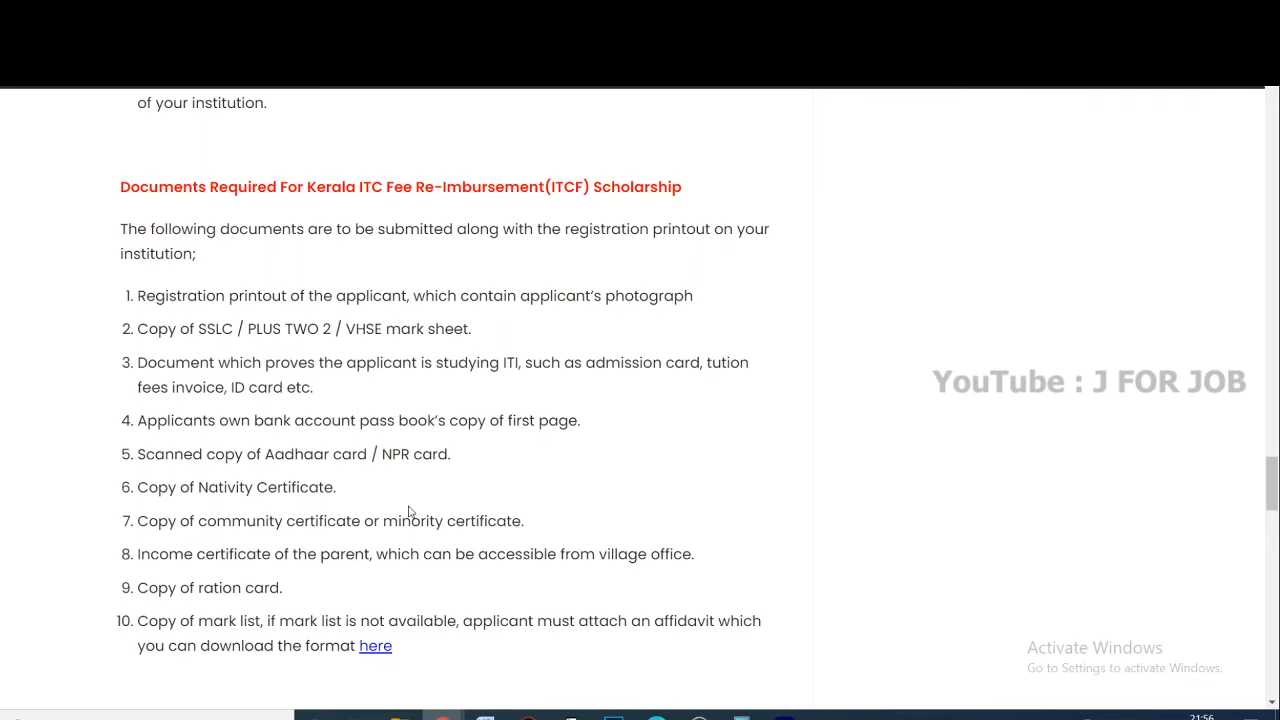 of your institution.
Documents Required For Kerala ITC Fee Re-Imbursement(ITCF) Scholarship
The following documents are to be submitted along with the registration printout on your
institution;
1. Registration printout of the applicant, which contain applicant's photograph
2. Copy of SSLC / PLUS TWO 2 / VHSE mark sheet.
3. Document which proves the applicant is studying ITI, such as admission card, tution
fees invoice, ID card etc.
4. Applicants own bank account pass book's copy of first page.
5. Scanned copy of Aadhaar card / NPR card.
6. Copy of Nativity Certificate.
7. Copy of community certificate or minority certificate.
8. Income certificate of the parent, which can be accessible from village office.
9. Copy of ration card.
10. Copy of mark list, if mark list is not available, applicant must attach an affidavit which
you can download the format here
YouTube : J FOR JOB
Activate Windows
Go to Settings to activate Windows.
21:56